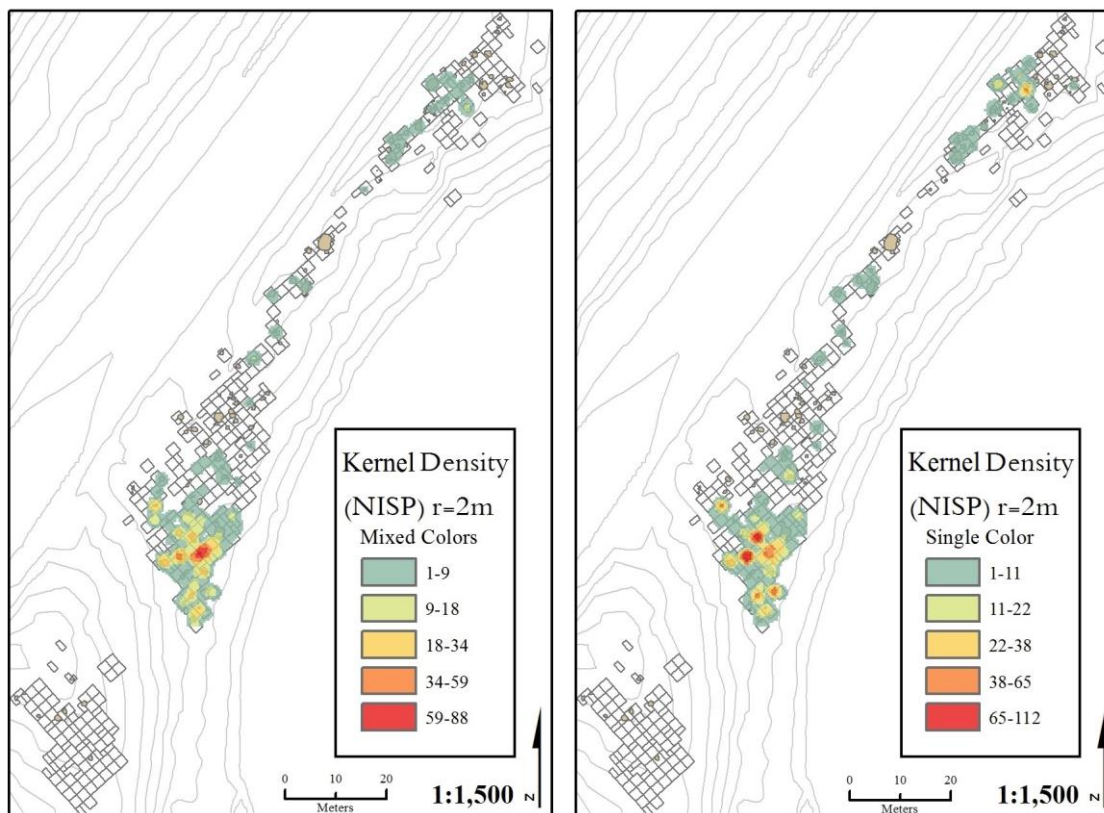 Kernel Density
(NISP) r=2m
Mixed Colors
1-9
9-18
18-34
34-59
59-88
0 10 20
Meters
1:1,500
N
Kernel Density
(NISP) r=2m
Single Color
1-11
11-22
22-38
38-65
65-112
0 10 20
Meters
1:1,500
N